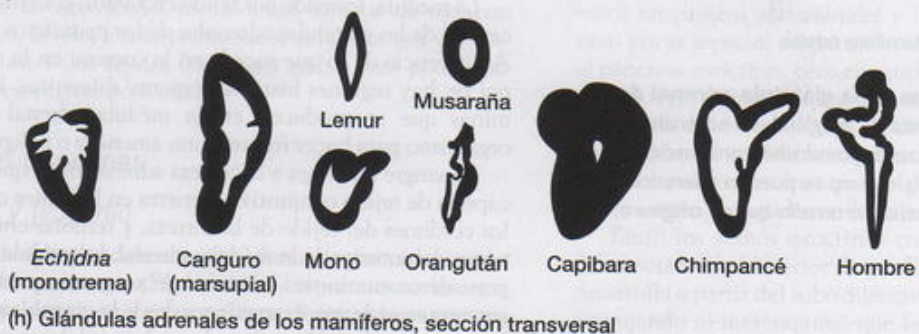 Lemur
Musaraña
Echidna
(monotrema)
Canguro
(marsupial)
Mono
Orangután
Capibara
Chimpancé
Hombre
(h) Glándulas adrenales de los mamíferos, sección transversal